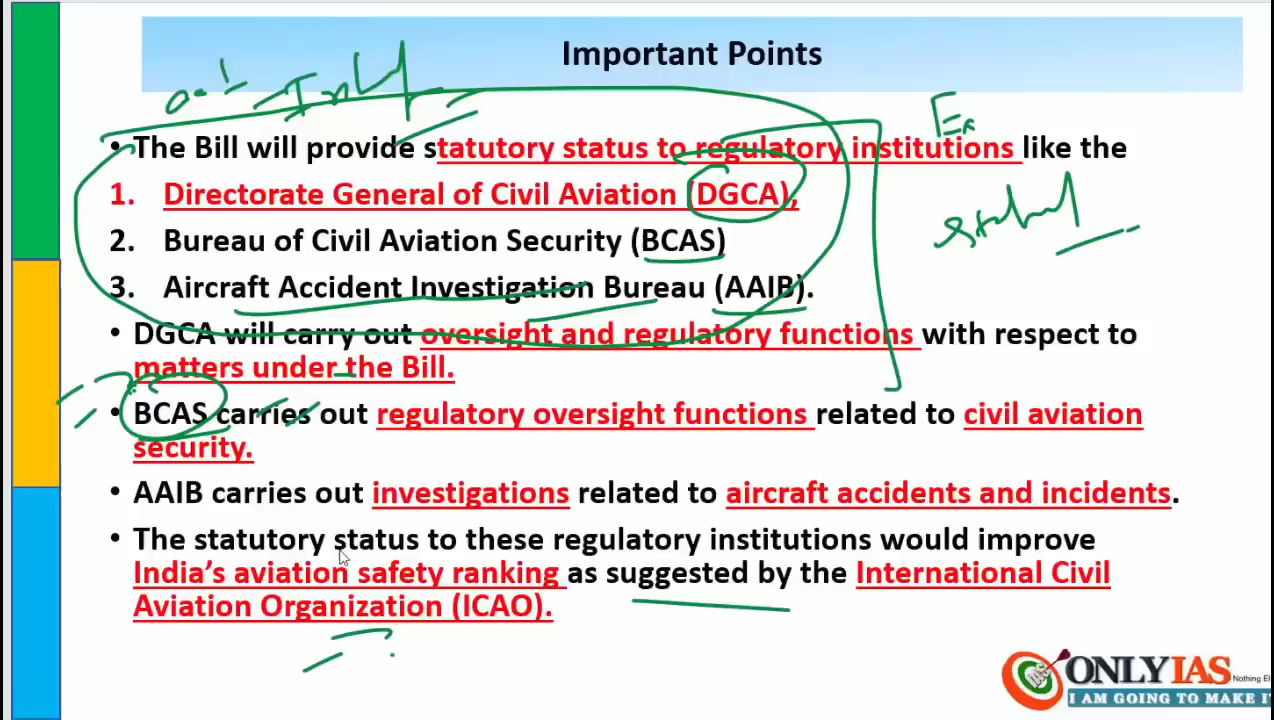 Important Points
• The Bill will provide statutory status to regulatory institutions like the
1. Directorate General of Civil Aviation (DGCA),
2. Bureau of Civil Aviation Security (BCAS)
3. Aircraft Accident Investigation Bureau (AAIB).
• DGCA will carry out oversight and regulatory functions with respect to
matters under the Bill.
• BCAS carries out regulatory oversight functions related to civil aviation
security.
• AAIB carries out investigations related to aircraft accidents and incidents.
• The statutory status to these regulatory institutions would improve
India's aviation safety ranking as suggested by the International Civil
Aviation Organization (ICAO).
ONLYIAS
Nothing El
I AM GOING TO MAKE I